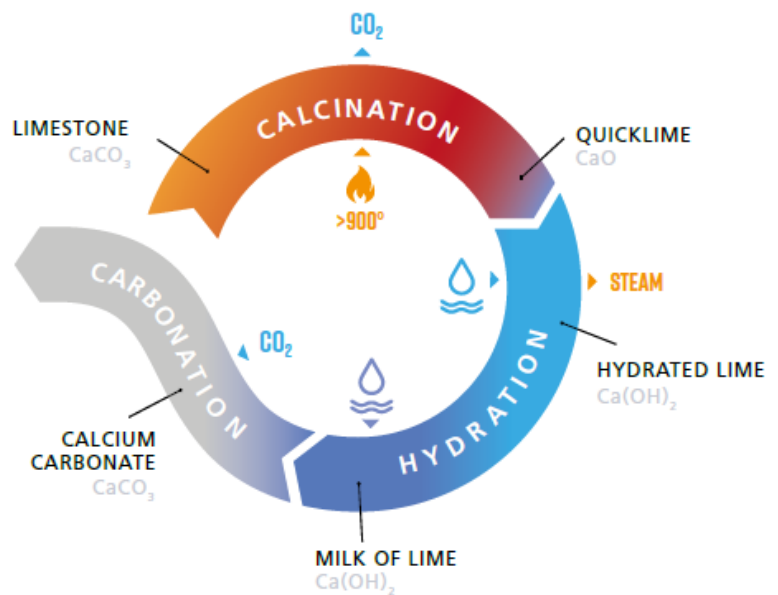 CO₂
CALCINATION
LIMESTONE
CaCO₃
QUICKLIME
CaO
>900°
STEAM
CARBONATION
CO₂
HYDRATION
HYDRATED LIME
Ca(OH)₂
CALCIUM
CARBONATE
CaCO₃
MILK OF LIME
Ca(OH)₂